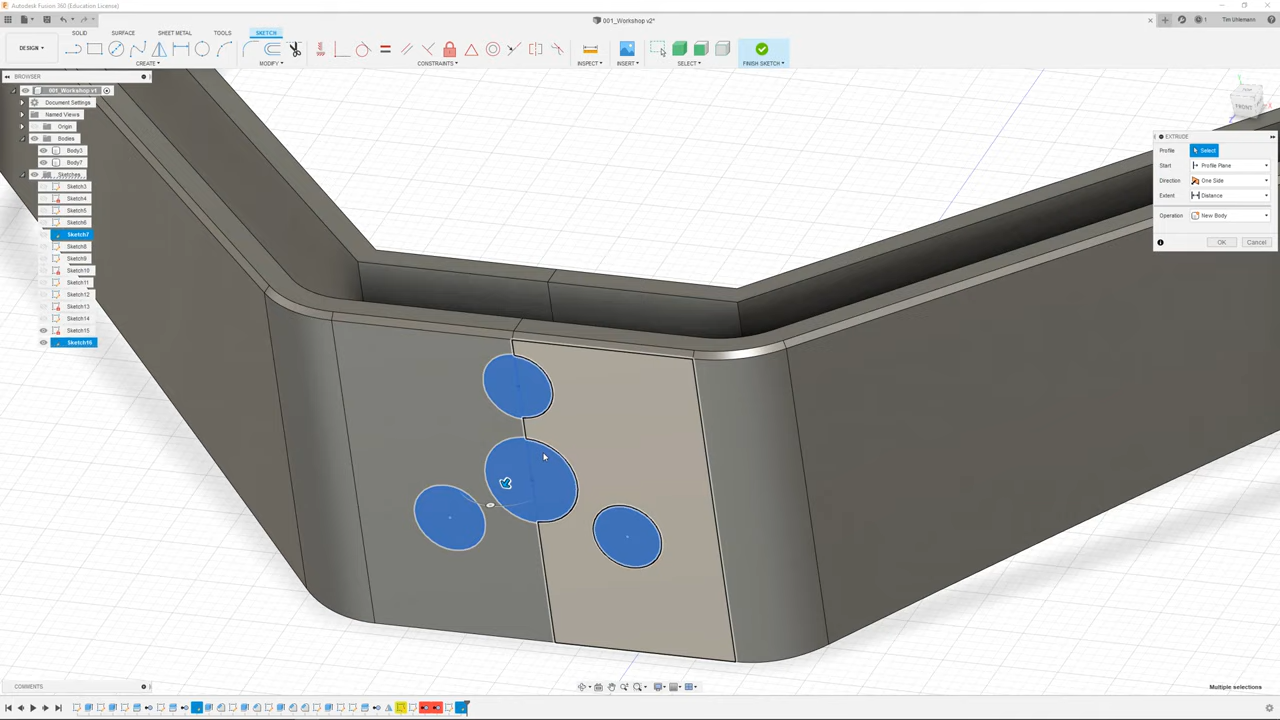 Autodesk Fusion 360 (Education License)
001_Workshop v2*
1
Tim Uhlemann
SOLID SURFACE SHEET METAL TOOLS SKETCH
DESIGN
CREATE MODIFY CONSTRAINTS INSPECT INSERT SELECT FINISH SKETCH
BROWSER
001_Workshop v1
Document Settings
Named Views
Origin
Bodies
Body3
Body7
Sketches
Sketch3
Sketch4
Sketch5
Sketch6
Sketch7
Sketch8
Sketch9
Sketch10
Sketch11
Sketch12
Sketch13
Sketch14
Sketch15
Sketch16
FRONT
EXTRUDE
Profile Select
Start Profile Plane
Direction One Side
Extent Distance
Operation New Body
OK Cancel
COMMENTS
Multiple selections